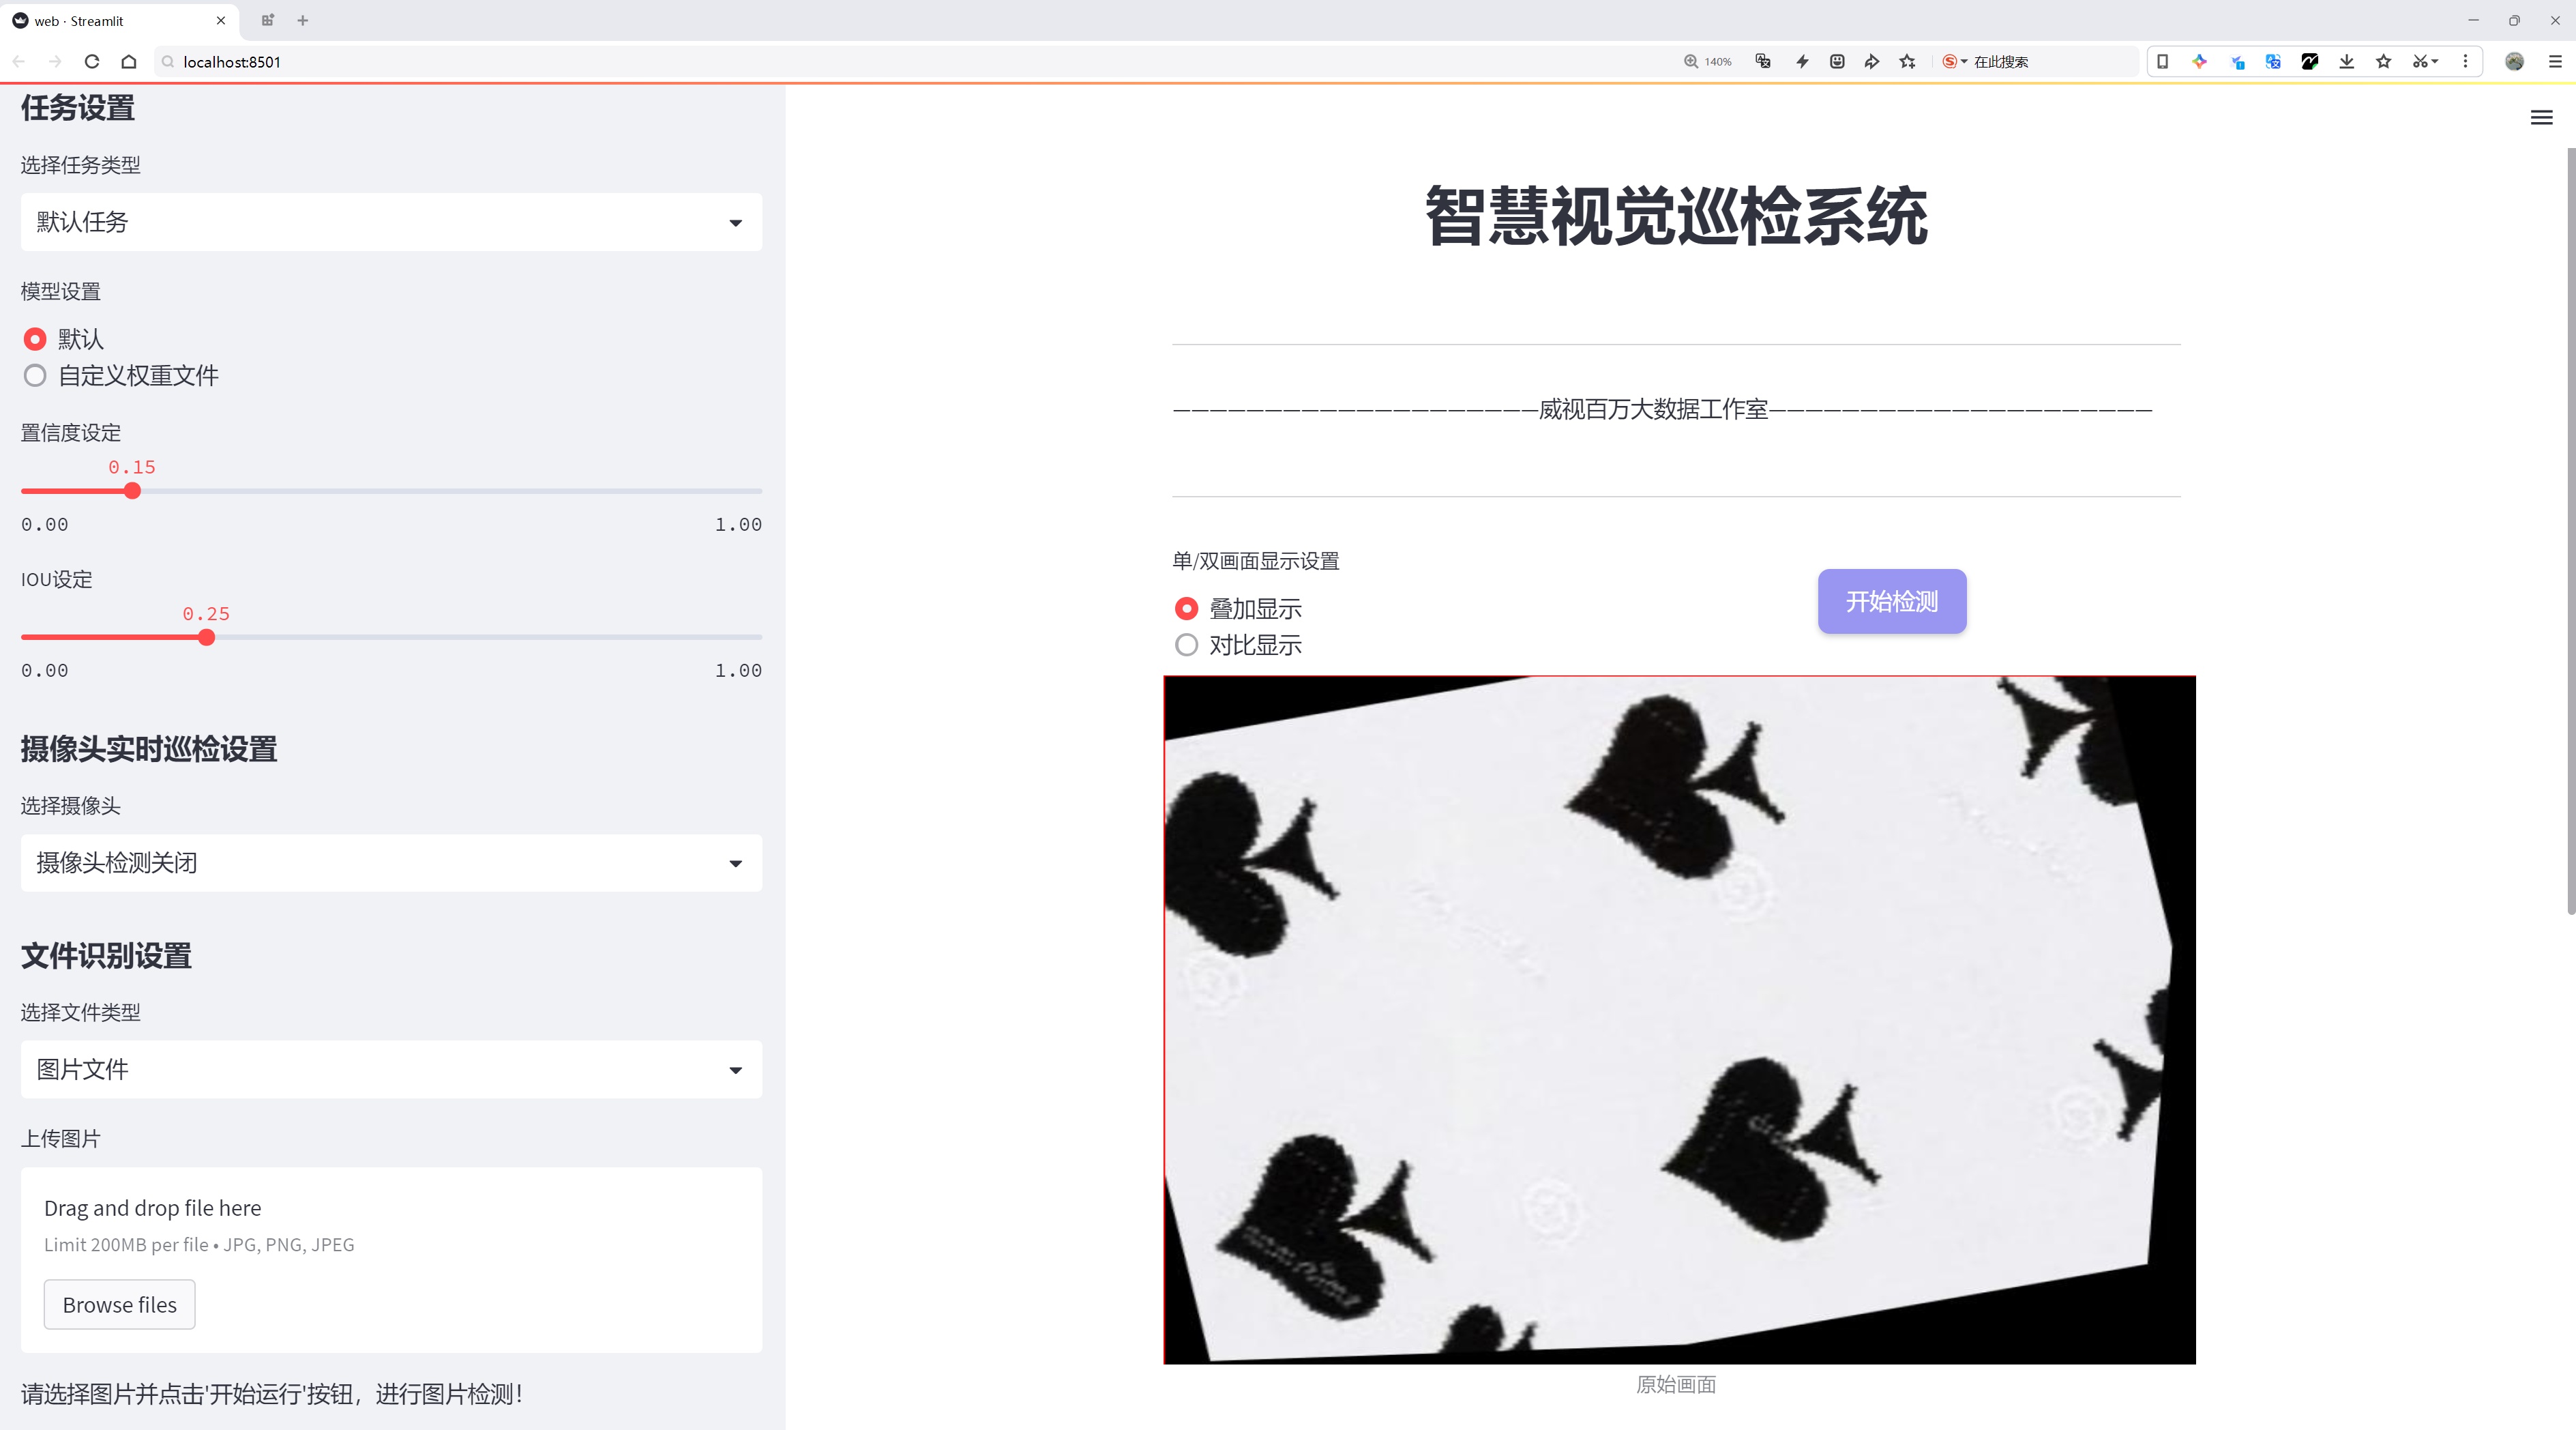 web · Streamlit
localhost:8501
140%
在此搜索
任务设置
选择任务类型
默认任务
模型设置
默认
自定义权重文件
置信度设定
0.15
0.00
1.00
IOU设定
0.25
0.00
1.00
摄像头实时巡检设置
选择摄像头
摄像头检测关闭
文件识别设置
选择文件类型
图片文件
上传图片
Drag and drop file here
Limit 200MB per file • JPG, PNG, JPEG
Browse files
请选择图片并点击'开始运行'按钮，进行图片检测！
智慧视觉巡检系统
————————————————————威视百万大数据工作室—————————————————————
单/双画面显示设置
叠加显示
对比显示
开始检测
原始画面